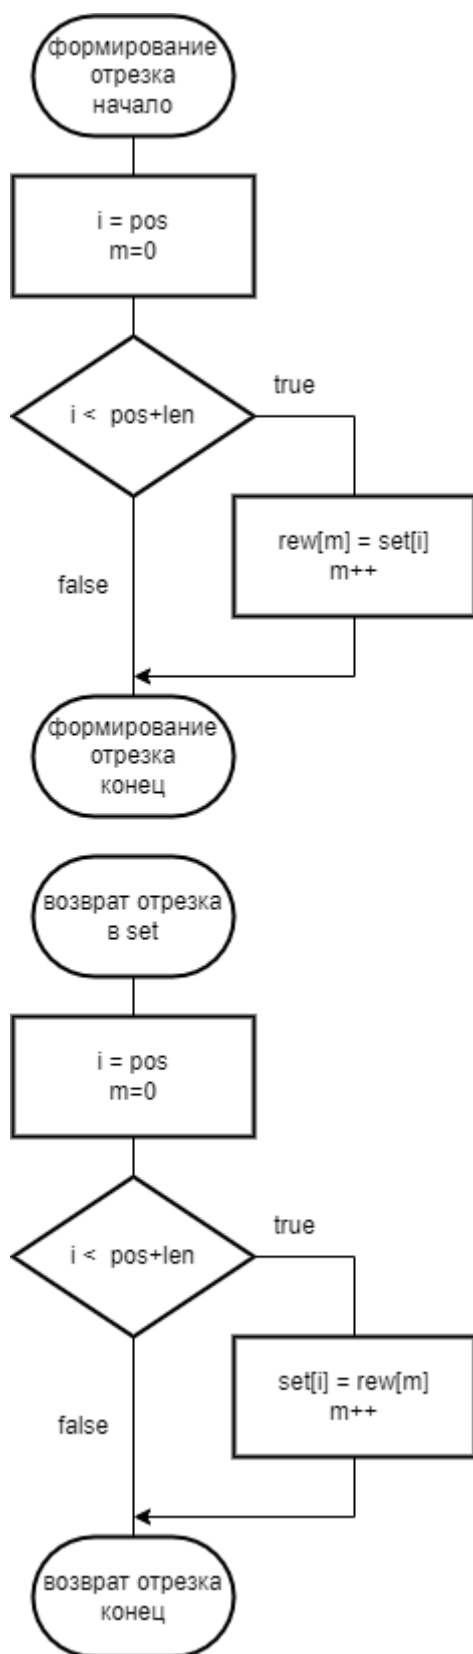 формирование
отрезка
начало
i = pos
m=0
i <  pos+len
true
rew[m] = set[i]
m++
false
формирование
отрезка
конец
возврат отрезка
в set
i = pos
m=0
i <  pos+len
true
set[i] = rew[m]
m++
false
возврат отрезка
конец